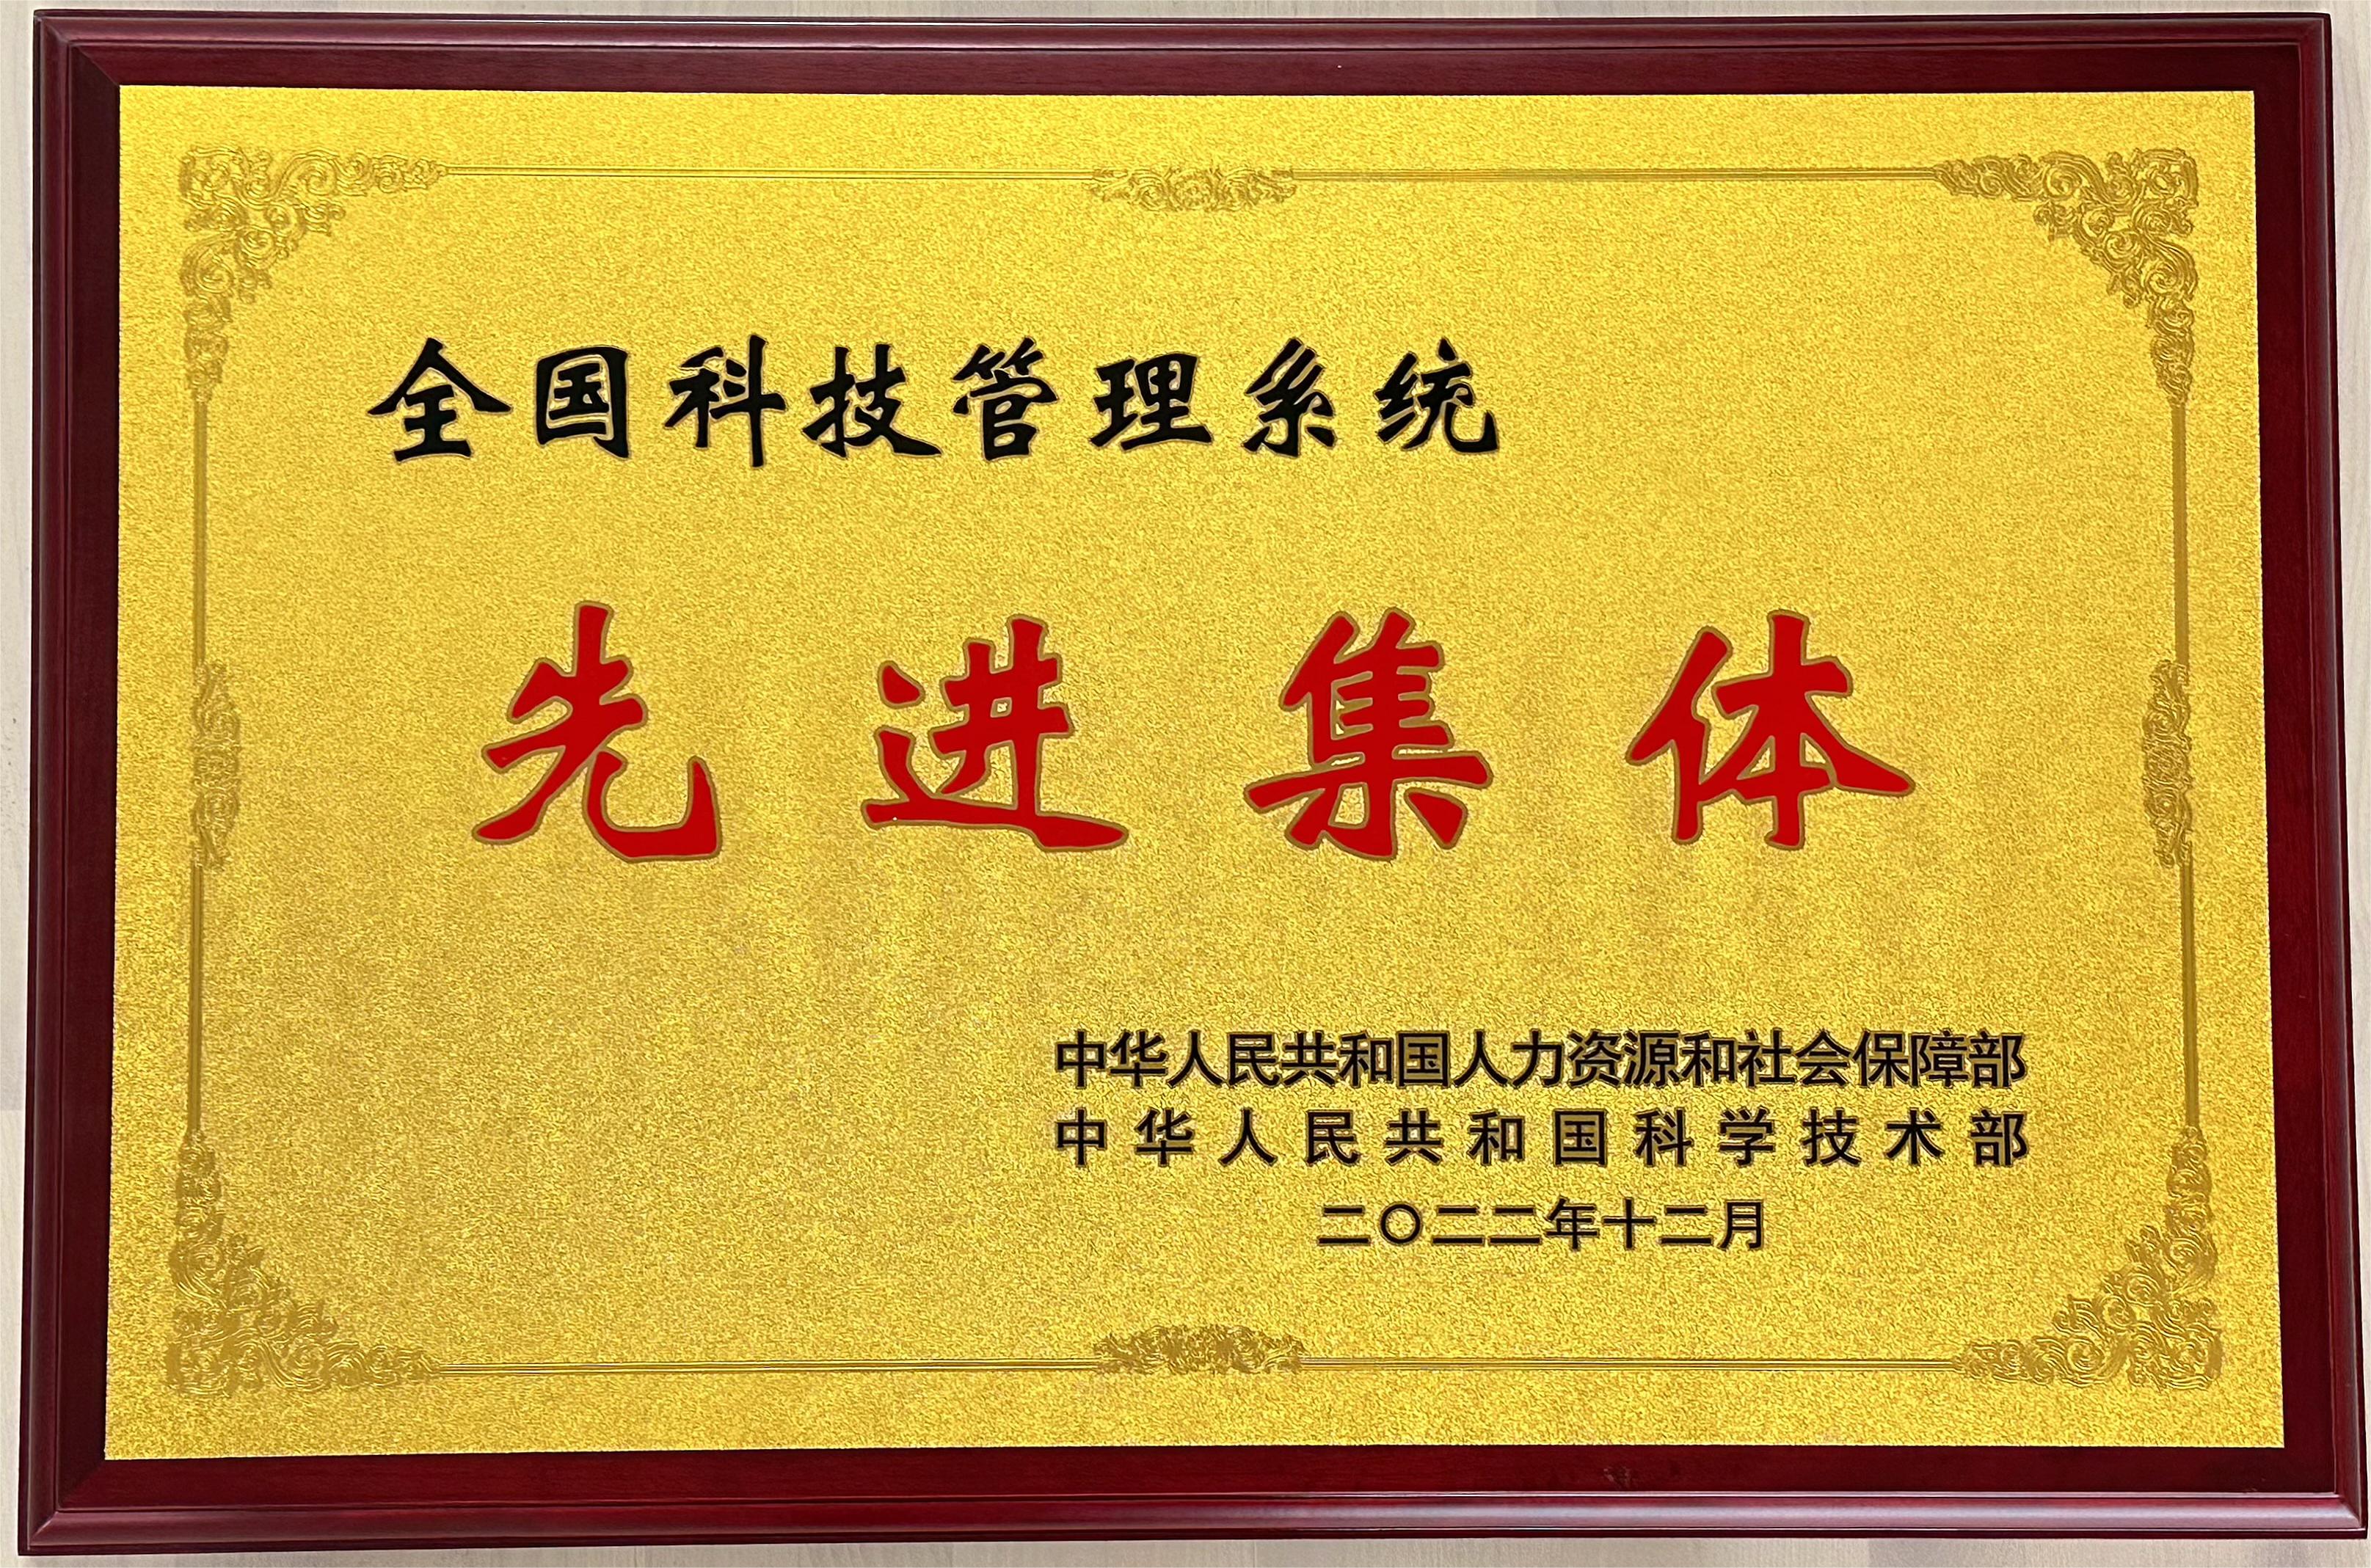 全国科技管理系统
先进集体
中华人民共和国人力资源和社会保障部
中华人民共和国科学技术部
二〇二二年十二月